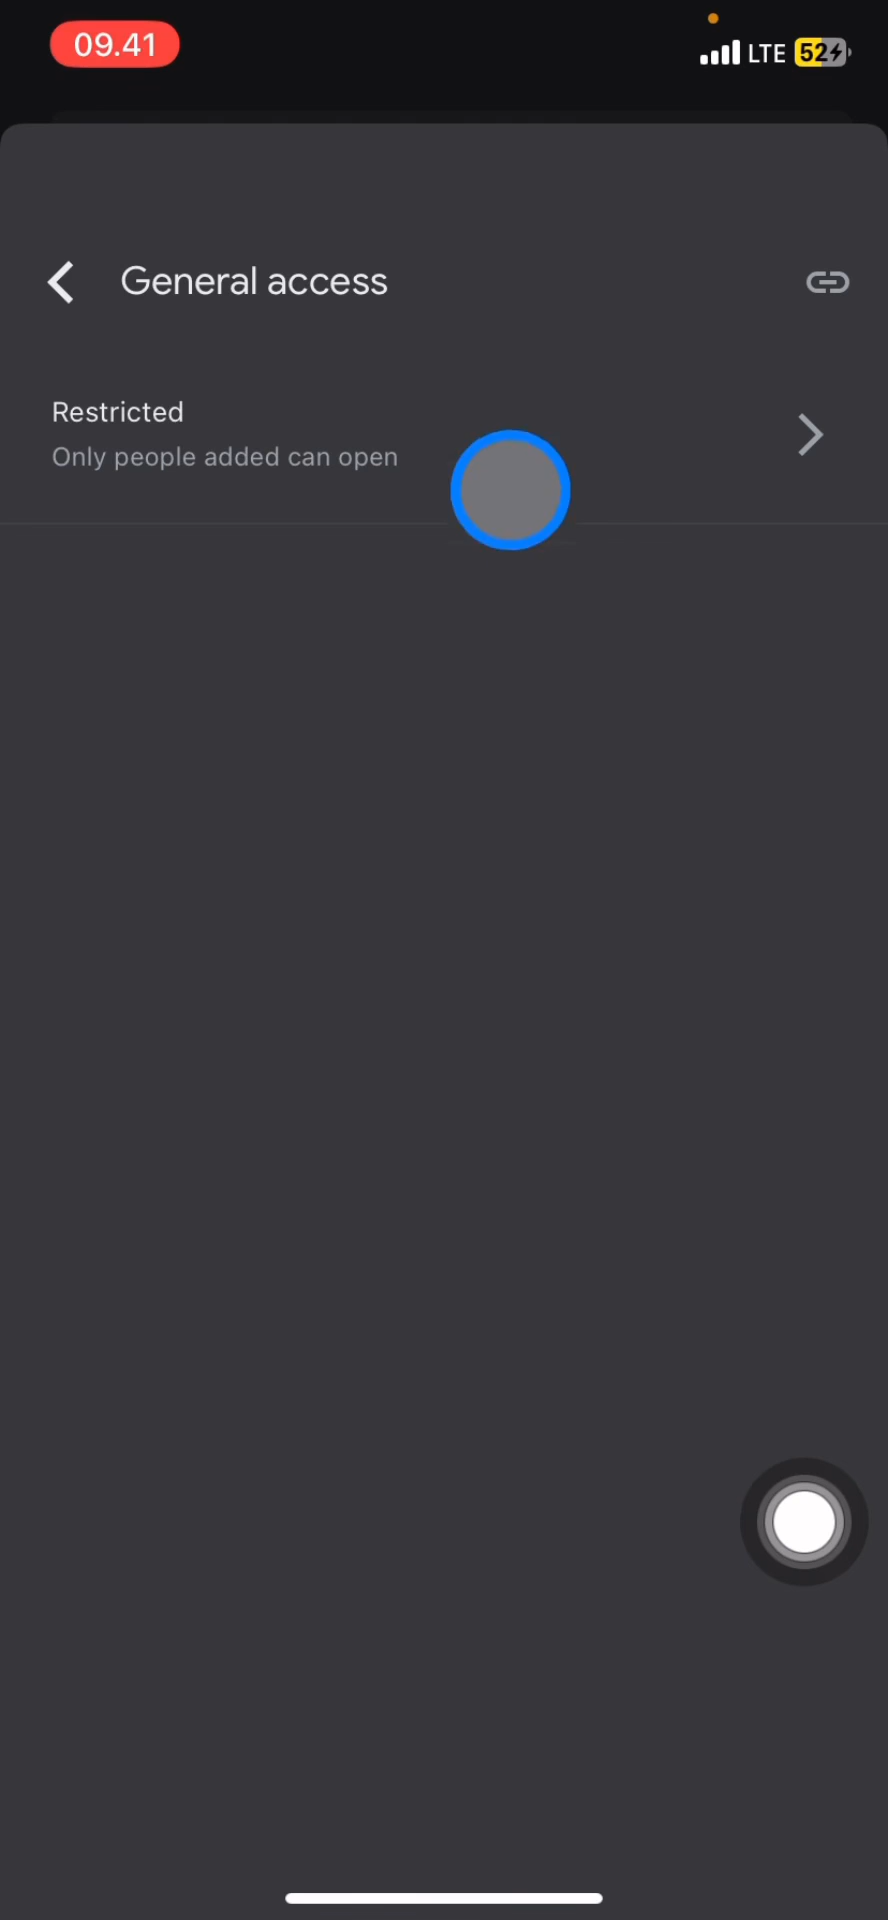 09.41
LTE 52
General access
Restricted
Only people added can open